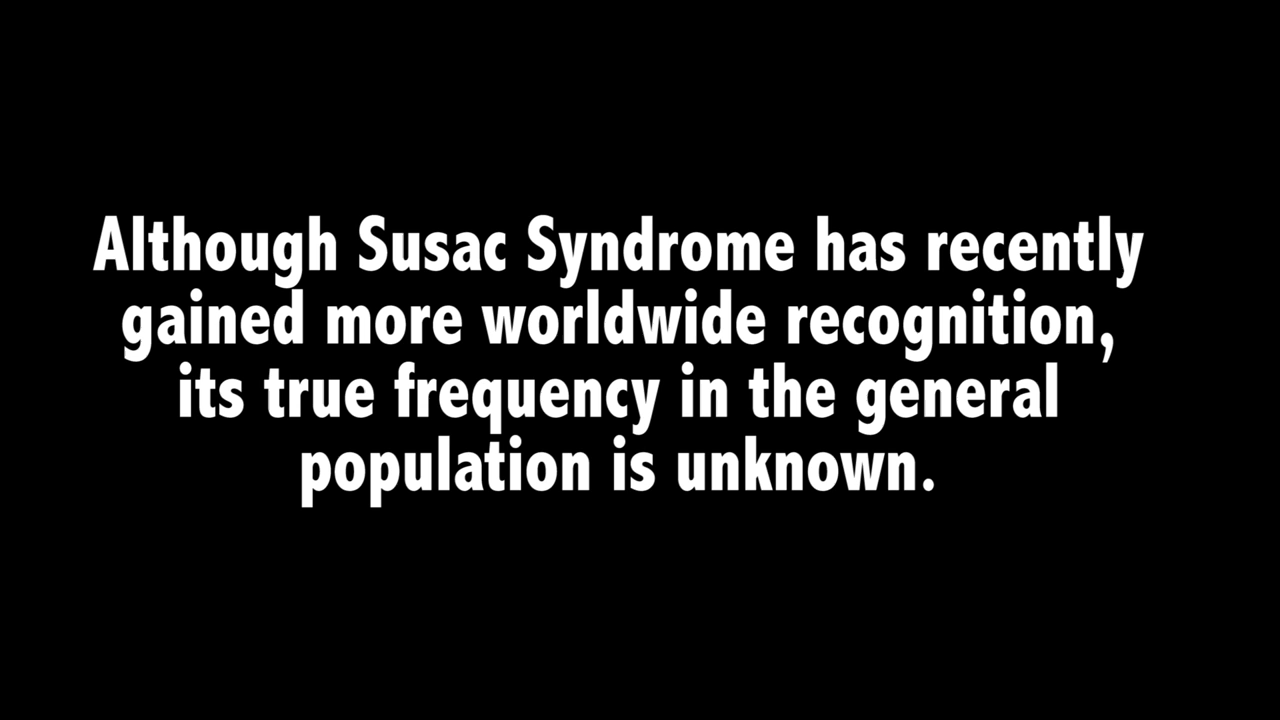 Although Susac Syndrome has recently
gained more worldwide recognition,
its true frequency in the general
population is unknown.